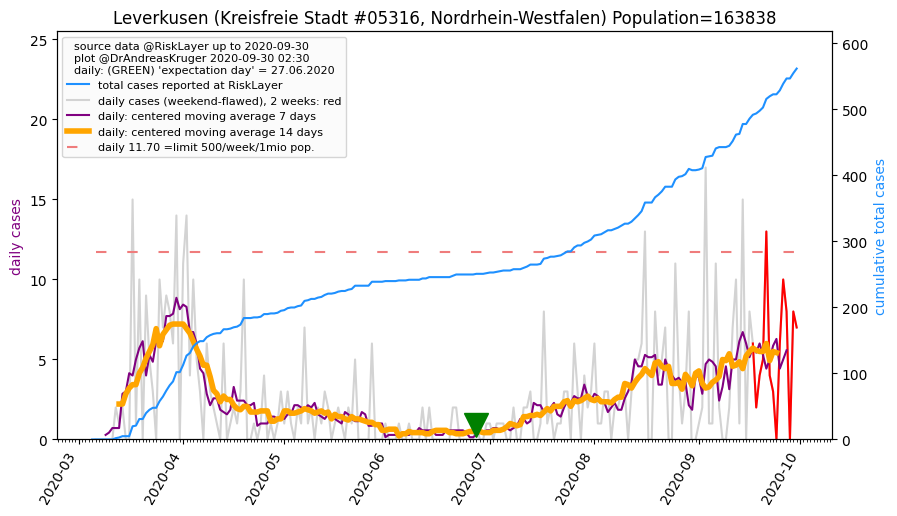 Leverkusen (Kreisfreie Stadt #05316, Nordrhein-Westfalen) Population=163838
source data @RiskLayer up to 2020-09-30
plot @DrAndreasKruger 2020-09-30 02:30
daily: (GREEN) 'expectation day' = 27.06.2020
total cases reported at RiskLayer
daily cases (weekend-flawed), 2 weeks: red
daily: centered moving average 7 days
daily: centered moving average 14 days
daily 11.70 =limit 500/week/1mio pop.
daily cases
25
20
15
10
5
0
cumulative total cases
600
500
400
300
200
100
0
2020-03
2020-04
2020-05
2020-06
2020-07
2020-08
2020-09
2020-10